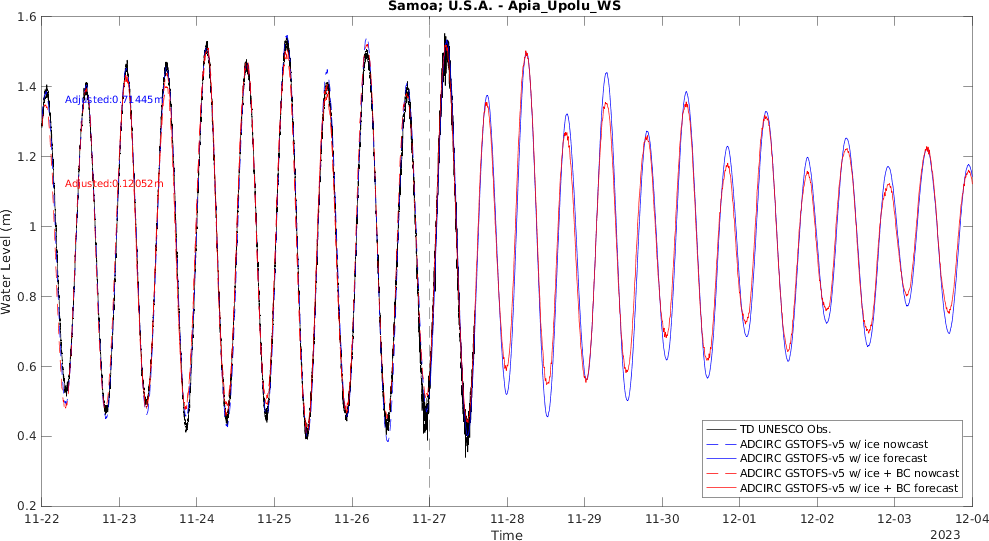 Samoa; U.S.A. - Apia_Upolu_WS
1.6
1.4
1.2
1
0.8
0.6
0.4
0.2
Water Level (m)
Adjusted:0.71445m
Adjusted:0.12052m
TD UNESCO Obs.
ADCIRC GSTOFS-v5 w/ ice nowcast
ADCIRC GSTOFS-v5 w/ ice forecast
ADCIRC GSTOFS-v5 w/ ice + BC nowcast
ADCIRC GSTOFS-v5 w/ ice + BC forecast
11-22 11-23 11-24 11-25 11-26 11-27 11-28 11-29 11-30 12-01 12-02 12-03 12-04
Time 2023